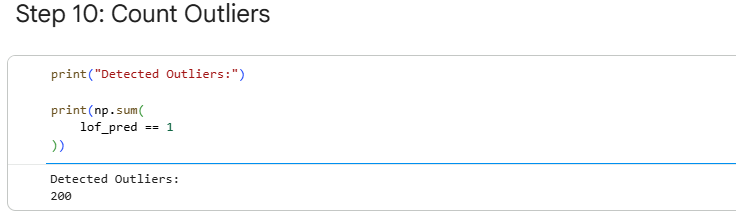 Step 10: Count Outliers
print("Detected Outliers:")
print(np.sum(
    lof_pred == 1
))
Detected Outliers:
200